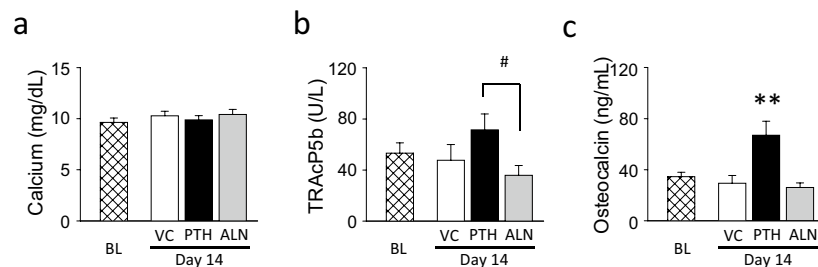 a
Calcium (mg/dL)
15
10
5
0
BL
VC PTH ALN
Day 14
b
TRAcP5b (U/L)
120
80
40
0
#
BL
VC PTH ALN
Day 14
c
Osteocalcin (ng/mL)
120
80
40
0
**
BL
VC PTH ALN
Day 14